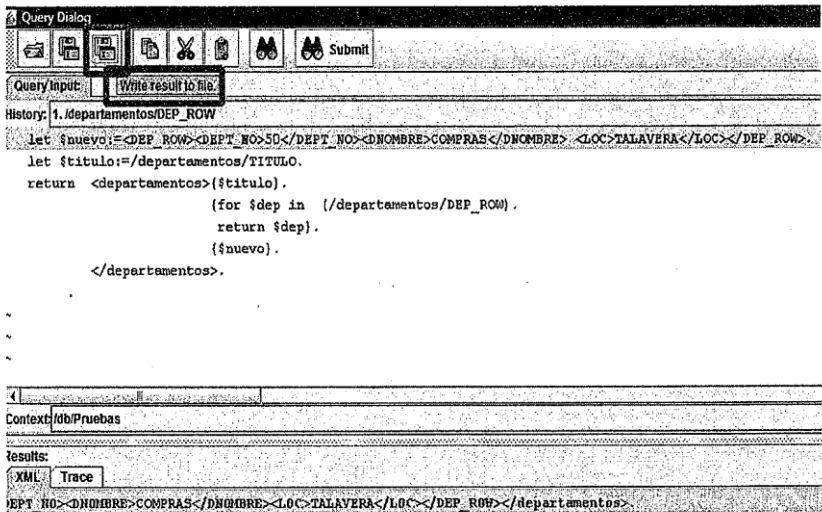 Query Dialog
Submit
Query Input:
Write result to file.
History: 1. /departamentos/DEP_ROW
let $nuevo:=<DEP_ROW><DEPT_NO>50</DEPT_NO><DNOMBRE>COMPRAS</DNOMBRE> <LOC>TALAVERA</LOC></DEP_ROW>.
let $titulo:=/departamentos/TITULO.
return <departamentos>{$titulo}.
{for $dep in (/departamentos/DEP_ROW).
return $dep}.
{$nuevo}.
</departamentos>.
.
~
~
~
Context: /db/Pruebas
Results:
XML Trace
DEPT_NO><DNOMBRE>COMPRAS</DNOMBRE><LOC>TALAVERA</LOC></DEP_ROW></departamentos>.